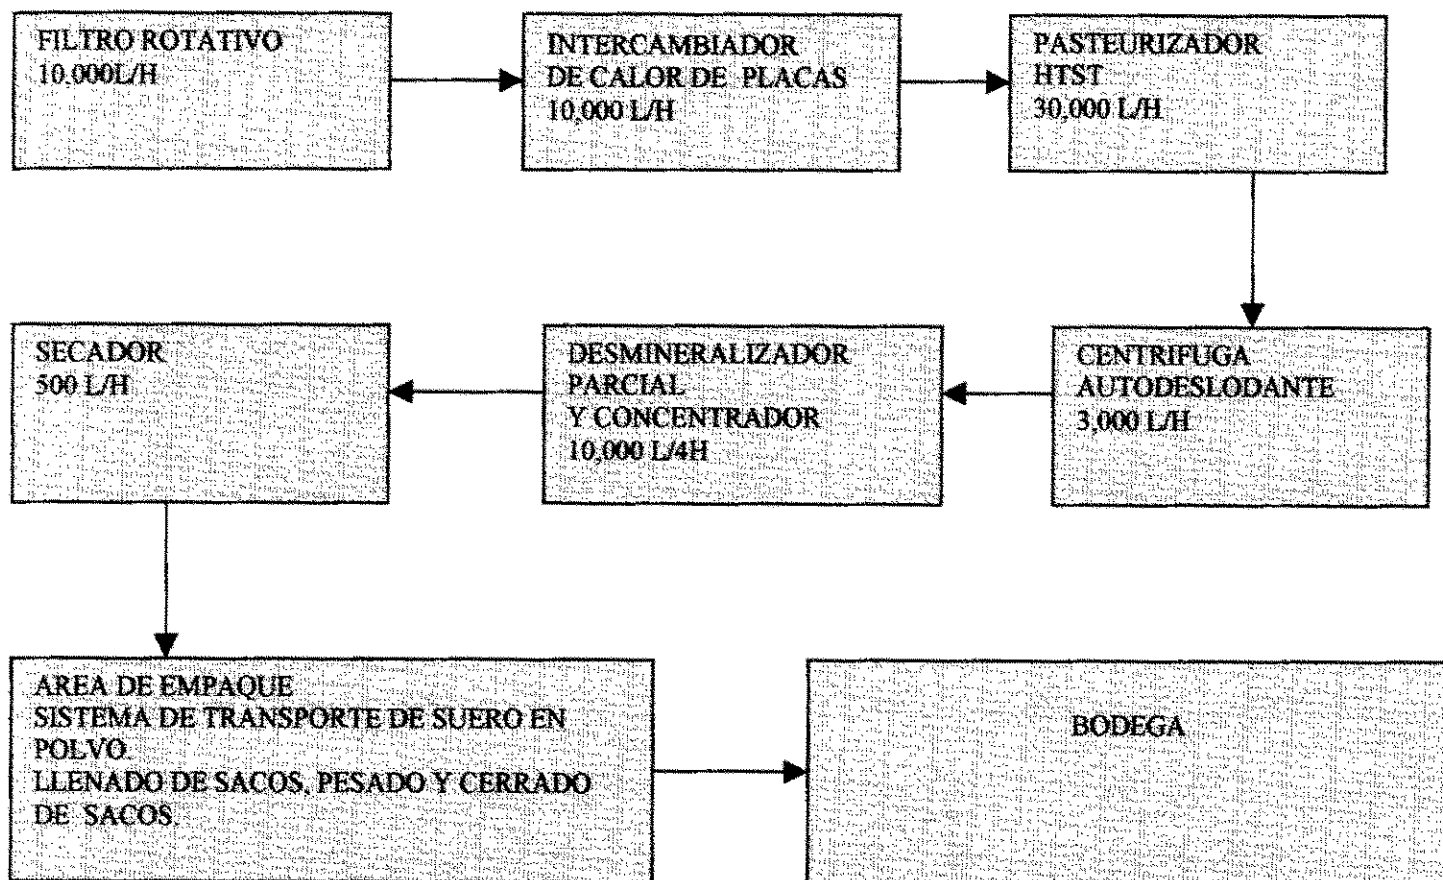 FILTRO ROTATIVO
10.000L/H
INTERCAMBIADOR
DE CALOR DE PLACAS
10,000 L/H
PASTEURIZADOR
HTST
30,000 L/H
CENTRIFUGA
AUTODESLODANTE
3,000 L/H
DESMINERALIZADOR
PARCIAL
Y CONCENTRADOR
10,000 L/4H
SECADOR
500 L/H
AREA DE EMPAQUE
SISTEMA DE TRANSPORTE DE SUERO EN
POLVO.
LLENADO DE SACOS, PESADO Y CERRADO
DE SACOS.
BODEGA